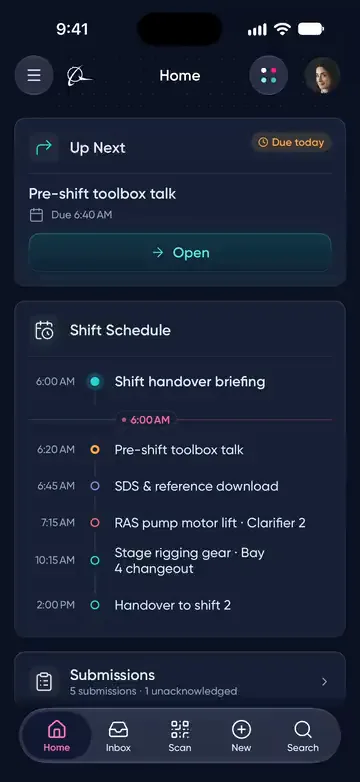 9:41
Home
Up Next
Due today
Pre-shift toolbox talk
Due 6:40 AM
Open
Shift Schedule
6:00 AM Shift handover briefing
6:00 AM
6:20 AM Pre-shift toolbox talk
6:45 AM SDS & reference download
7:15 AM RAS pump motor lift · Clarifier 2
10:15 AM Stage rigging gear · Bay
4 changeout
2:00 PM Handover to shift 2
Submissions
5 submissions · 1 unacknowledged
Home Inbox Scan New Search